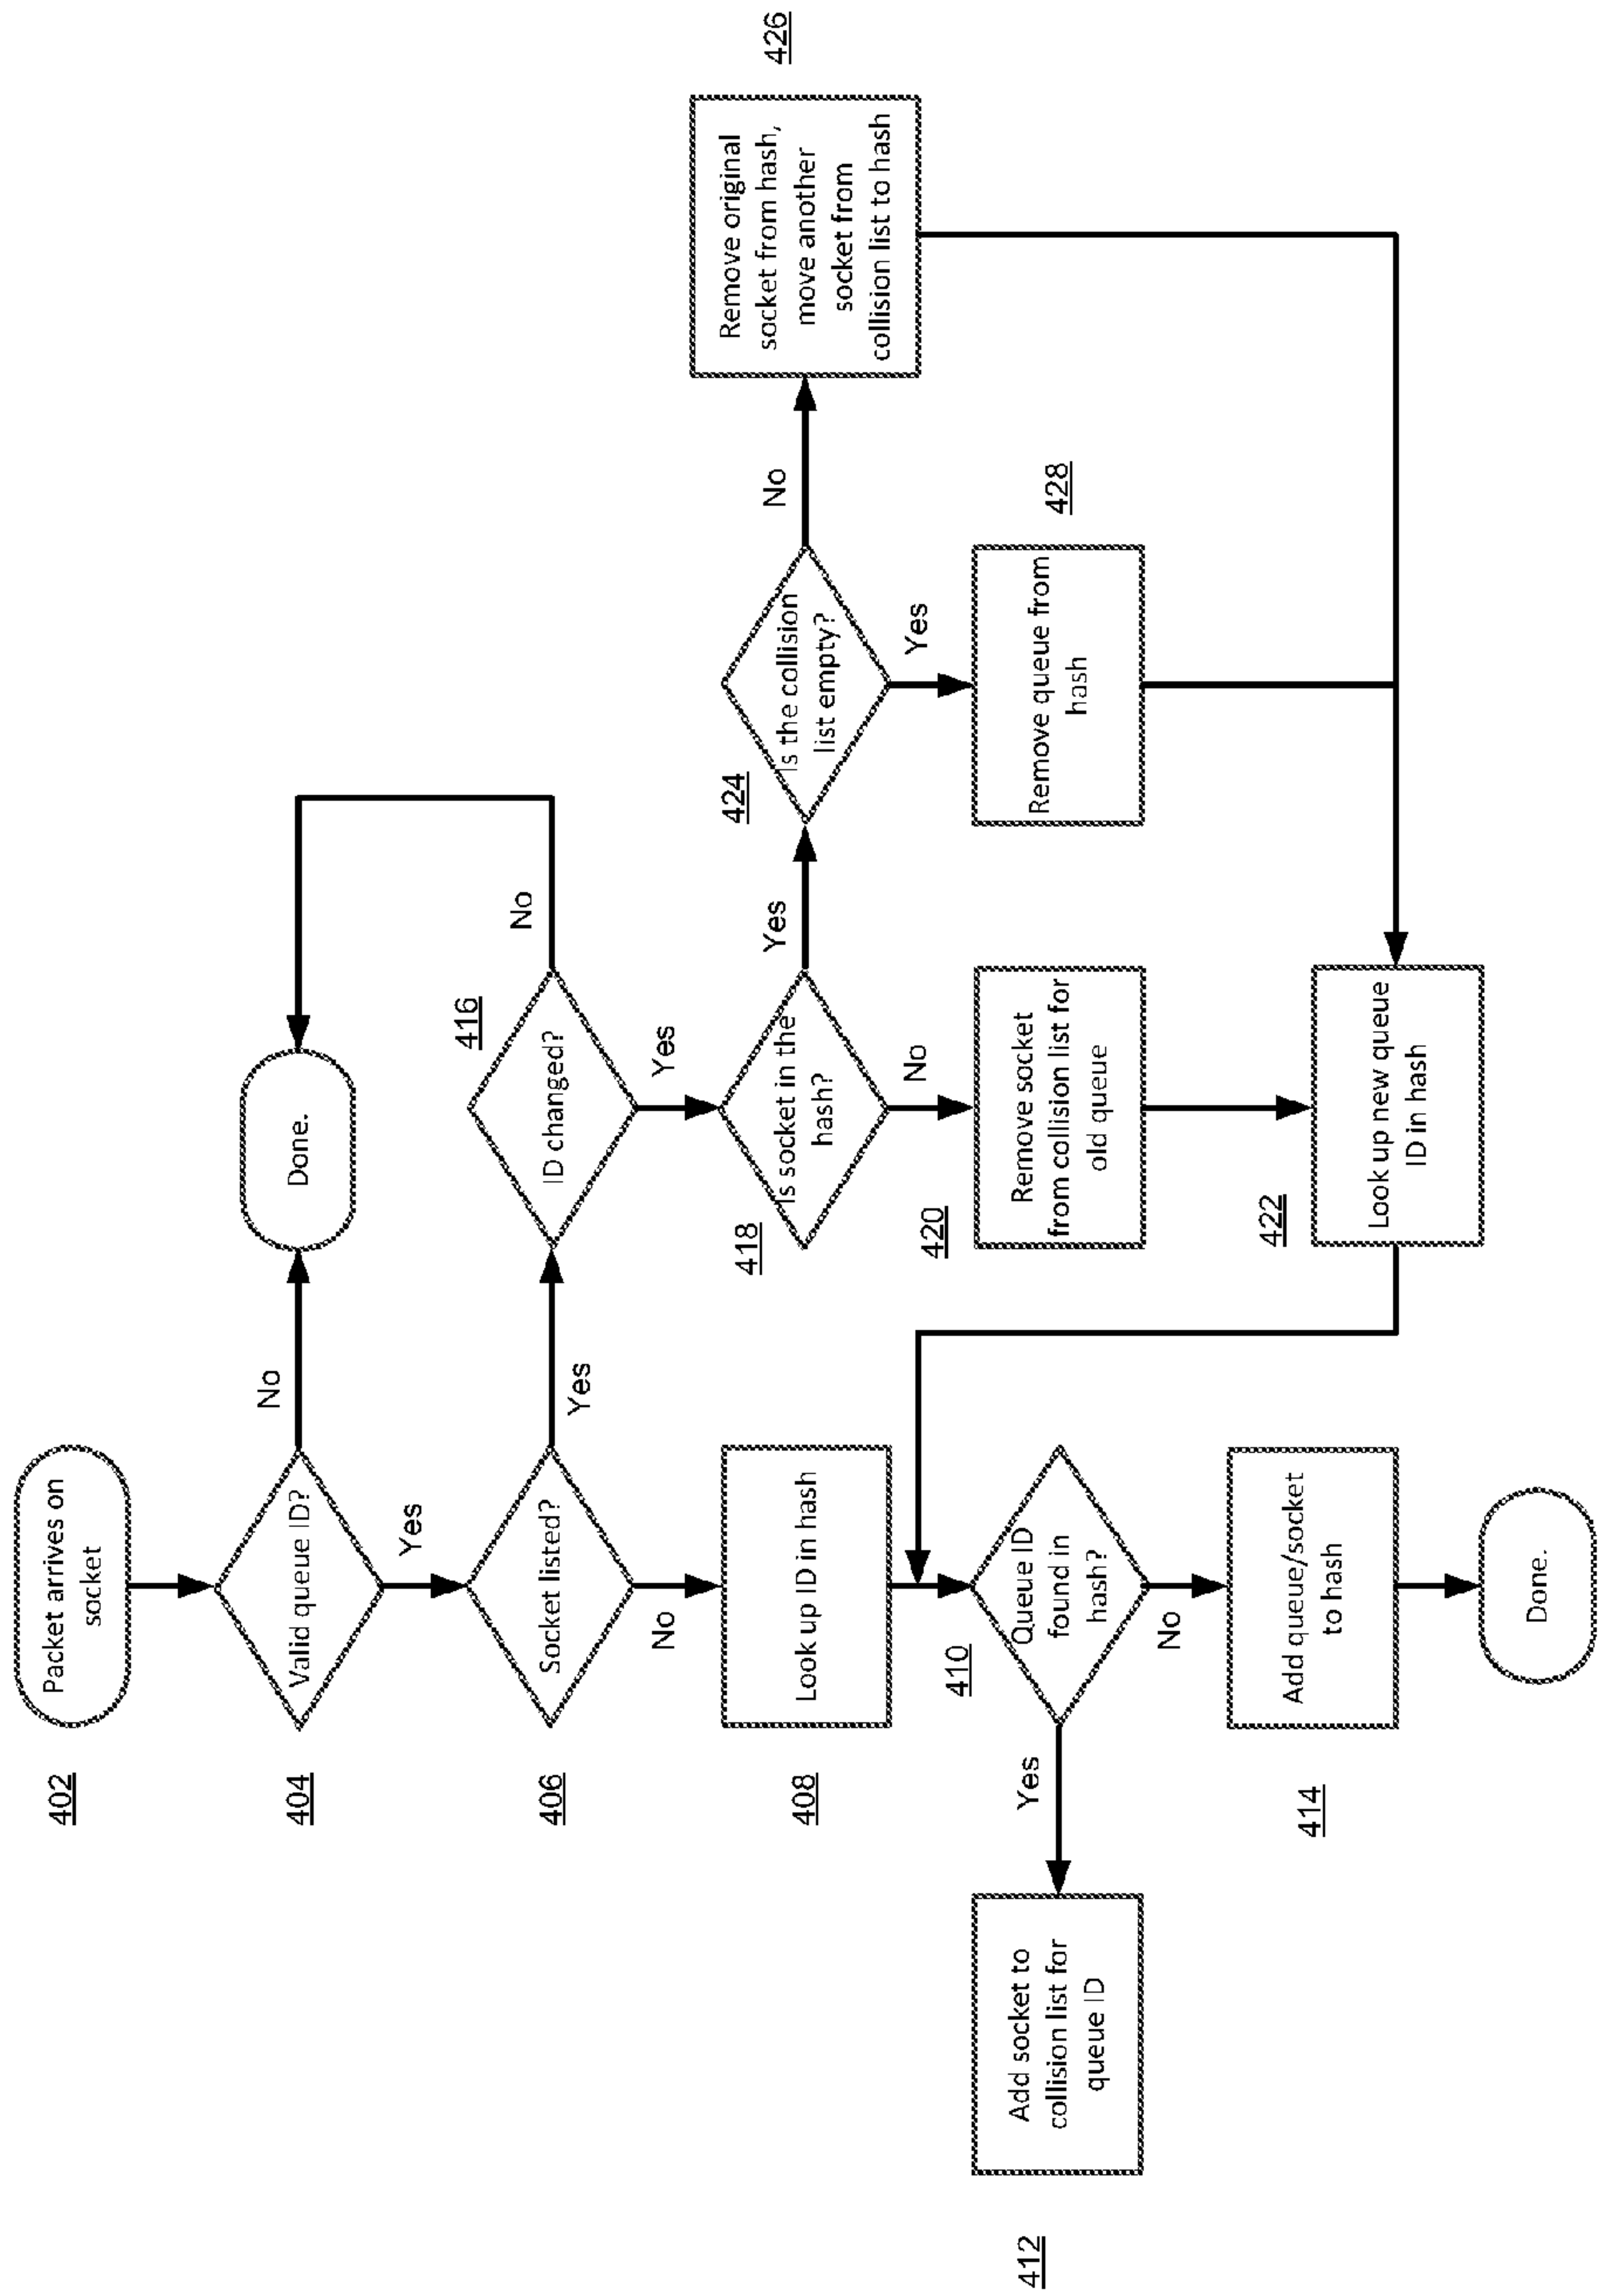 402
Packet arrives on
socket
404
Valid queue ID?
No
Done.
Yes
406
Socket listed?
Yes
416
ID changed?
No
No
Yes
408
Look up ID in hash
418
Is socket in the
hash?
Yes
424
Is the collision
list empty?
No
Remove original
socket from hash,
move another
socket from
collision list to hash
426
No
Yes
412
Add socket to
collision list for
queue ID
Yes
410
Queue ID
found in
hash?
No
420
Remove socket
from collision list for
old queue
Remove queue from
hash
428
414
Add queue/socket
to hash
422
Look up new queue
ID in hash
Done.